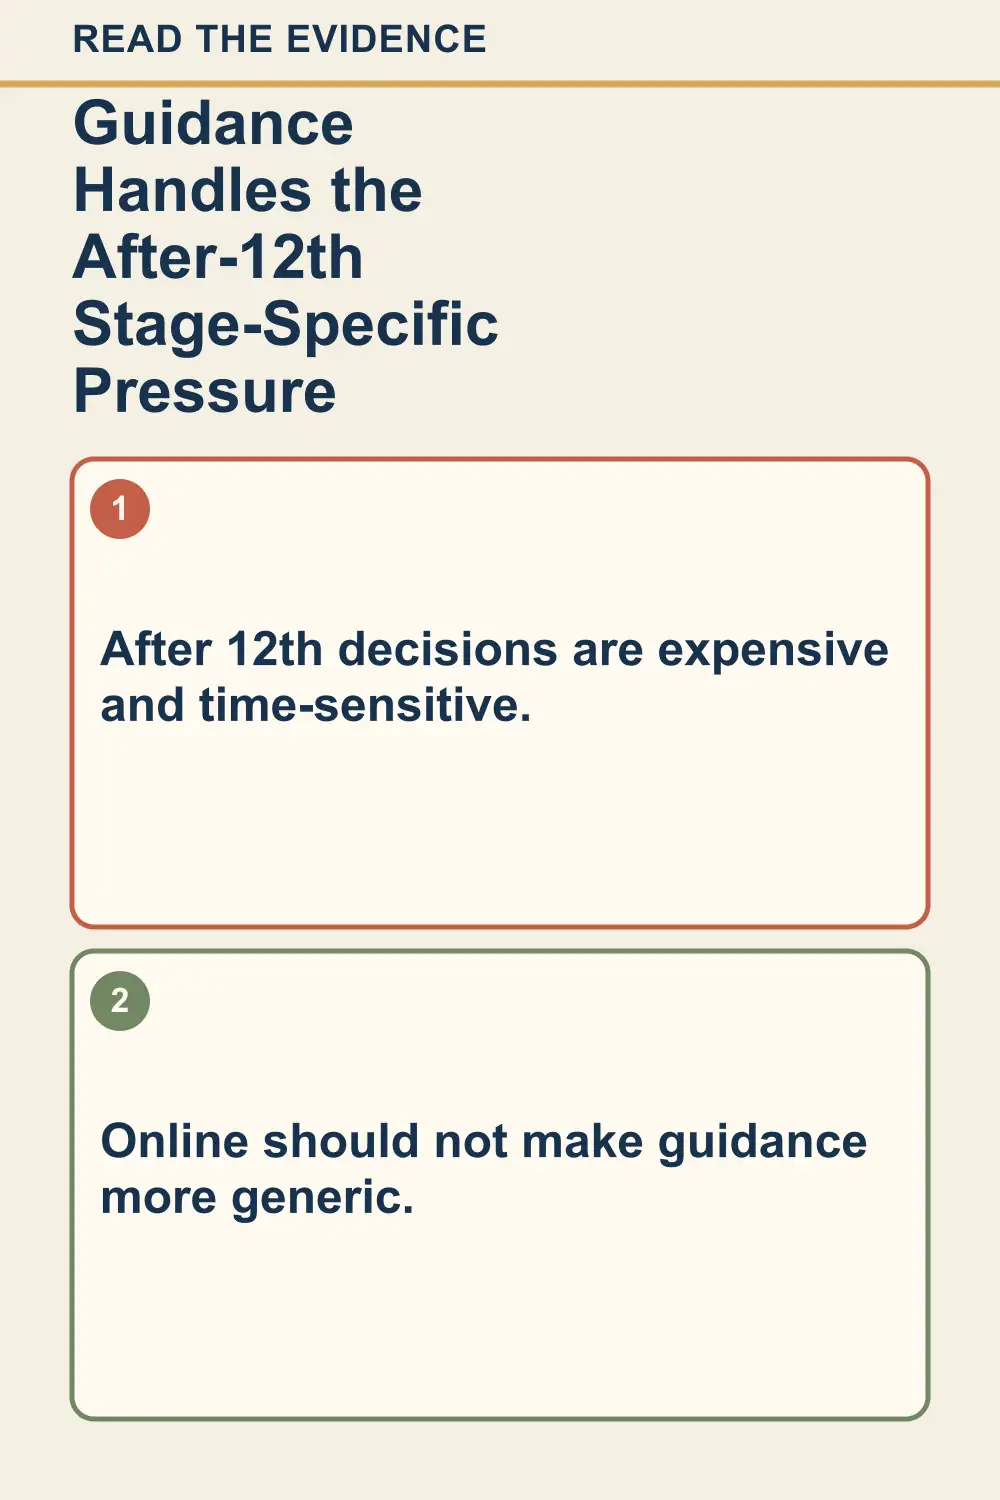 READ THE EVIDENCE
Guidance
Handles the
After-12th
Stage-Specific
Pressure
1
After 12th decisions are expensive
and time-sensitive.
2
Online should not make guidance
more generic.